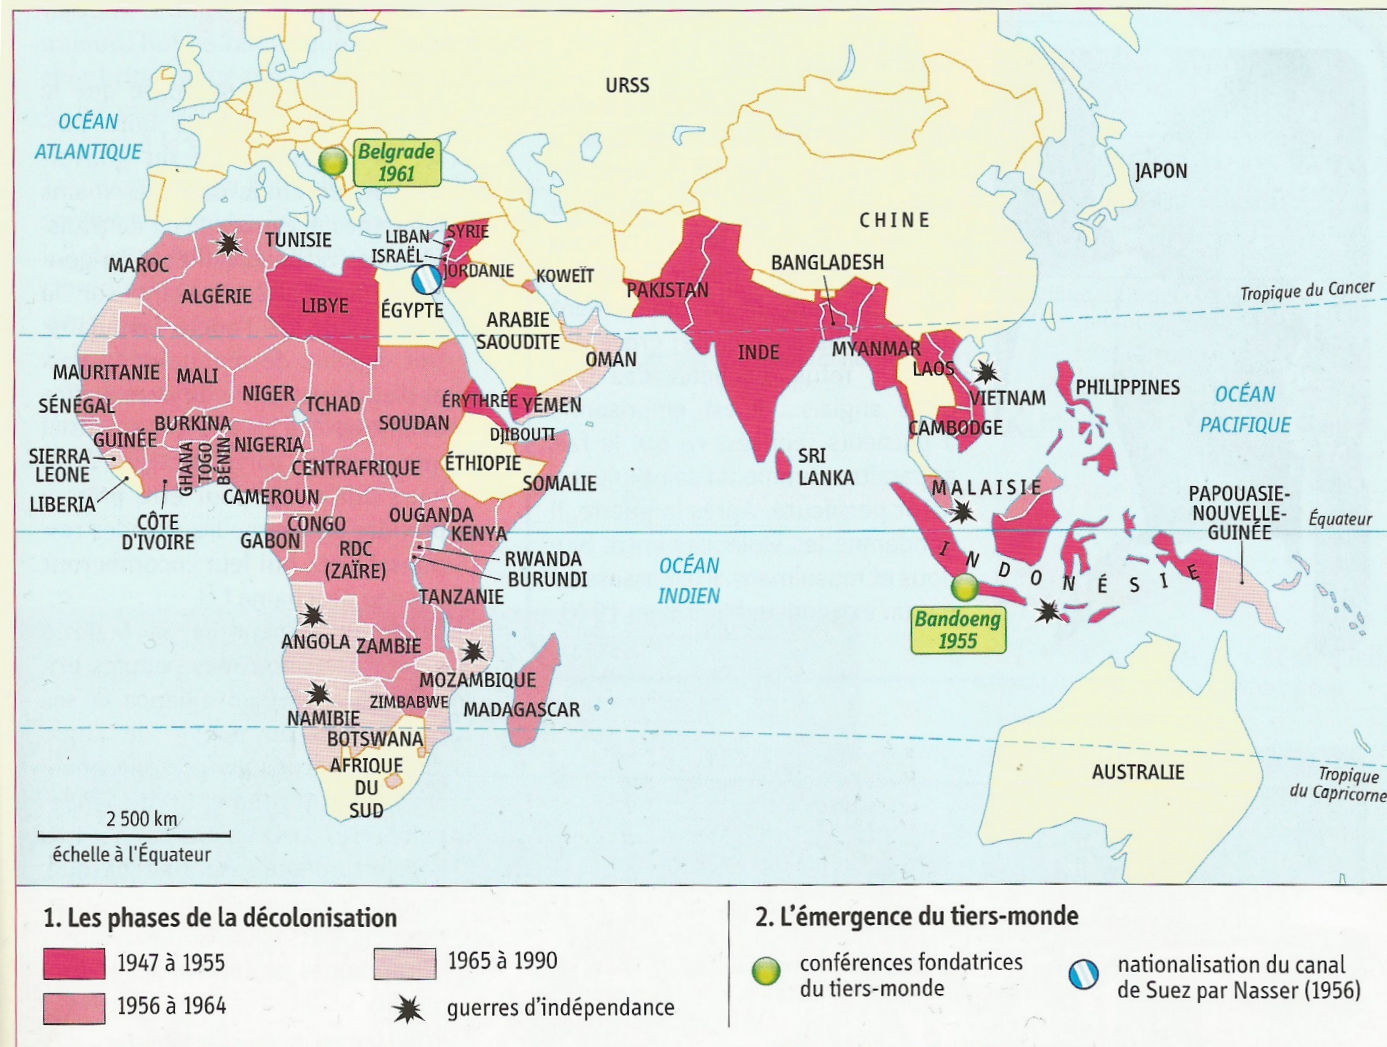 URSS
OCÉAN
ATLANTIQUE
Belgrade
1961
JAPON
CHINE
TUNISIE
LIBAN
SYRIE
ISRAËL
MAROC
JORDANIE
KOWEÏT
BANGLADESH
ALGÉRIE
LIBYE
ÉGYPTE
PAKISTAN
Tropique du Cancer
ARABIE
SAOUDITE
OMAN
INDE
MYANMAR
LAOS
MAURITANIE
MALI
NIGER
TCHAD
ÉRYTHRÉE
YÉMEN
VIETNAM
PHILIPPINES
OCÉAN
PACIFIQUE
SÉNÉGAL
BURKINA
SOUDAN
DJIBOUTI
CAMBODGE
GUINÉE
GHANA
TOGO
BÉNIN
NIGERIA
SIERRA
LEONE
CENTRAFRIQUE
ÉTHIOPIE
SOMALIE
SRI
LANKA
LIBERIA
CAMEROUN
MALAISIE
PAPOUASIE-
NOUVELLE-
GUINÉE
CÔTE
D'IVOIRE
CONGO
GABON
OUGANDA
KENYA
Équateur
RDC
(ZAÏRE)
RWANDA
BURUNDI
OCÉAN
INDIEN
INDONÉSIE
TANZANIE
Bandoeng
1955
ANGOLA
ZAMBIE
MOZAMBIQUE
ZIMBABWE
MADAGASCAR
NAMIBIE
BOTSWANA
AFRIQUE
DU
SUD
AUSTRALIE
Tropique
du Capricorne
2 500 km
échelle à l'Équateur
1. Les phases de la décolonisation
1947 à 1955
1956 à 1964
1965 à 1990
guerres d'indépendance
2. L'émergence du tiers-monde
conférences fondatrices
du tiers-monde
nationalisation du canal
de Suez par Nasser (1956)